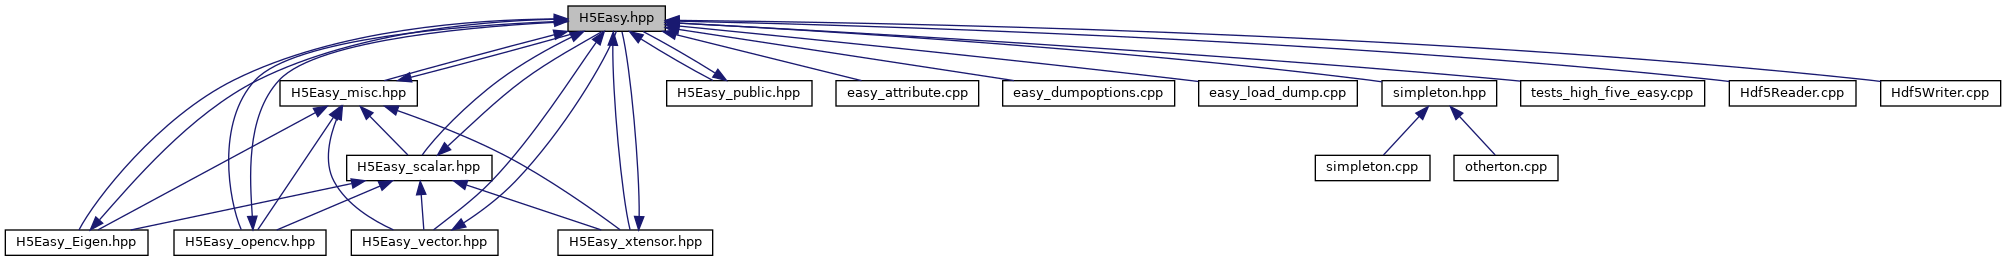 H5Easy.hpp
H5Easy_misc.hpp
H5Easy_public.hpp
easy_attribute.cpp
easy_dumpoptions.cpp
easy_load_dump.cpp
simpleton.hpp
tests_high_five_easy.cpp
Hdf5Reader.cpp
Hdf5Writer.cpp
H5Easy_scalar.hpp
simpleton.cpp
otherton.cpp
H5Easy_Eigen.hpp
H5Easy_opencv.hpp
H5Easy_vector.hpp
H5Easy_xtensor.hpp